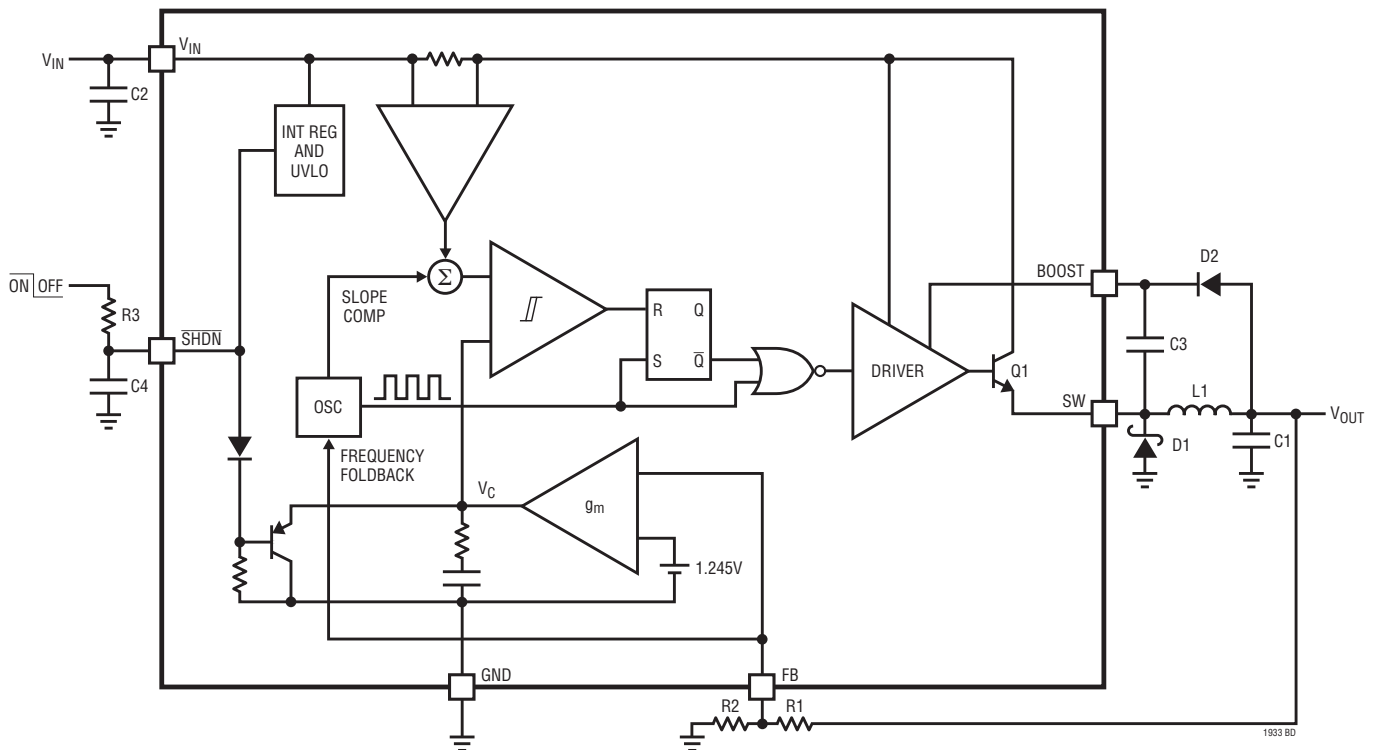 VIN
VIN
C2
INT REG
AND
UVLO
D2
BOOST
Σ
ON OFF
SLOPE
COMP
R3
R Q
C3
SHDN
S Q
DRIVER
Q1
C4
L1
OSC
SW
VOUT
D1
C1
FREQUENCY
FOLDBACK
VC
gm
1.245V
GND
FB
R2
R1
1933 BD